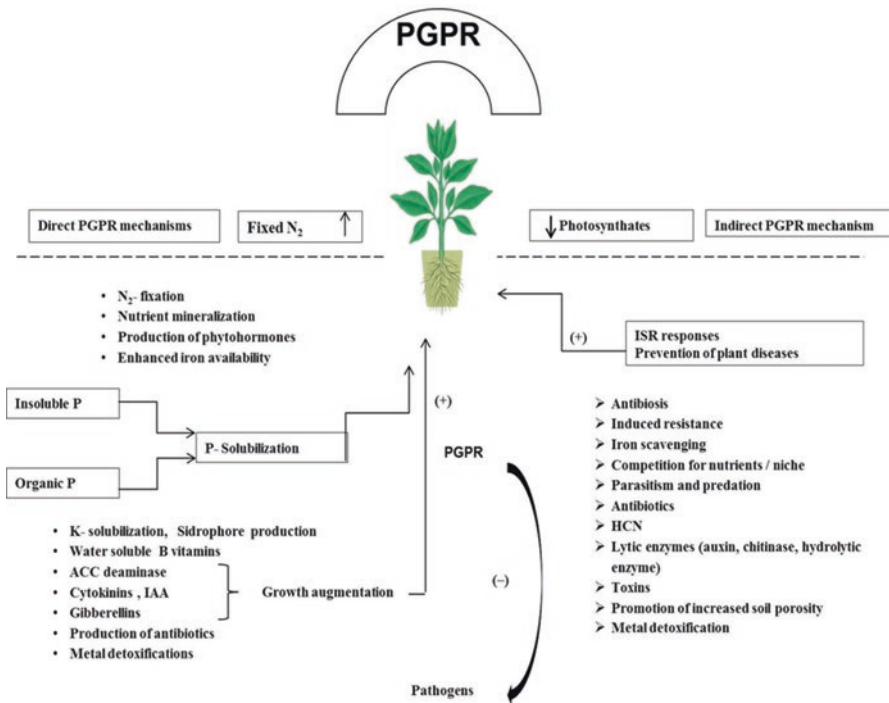 PGPR
Direct PGPR mechanisms
Fixed N2 ↑
↓ Photosynthates
Indirect PGPR mechanism
• N2- fixation
• Nutrient mineralization
• Production of phytohormones
• Enhanced iron availability
(+)
ISR responses
Prevention of plant diseases
Insoluble P
P- Solubilization
Organic P
(+)
PGPR
(–)
Pathogens
➢ Antibiosis
➢ Induced resistance
➢ Iron scavenging
➢ Competition for nutrients / niche
➢ Parasitism and predation
➢ Antibiotics
➢ HCN
➢ Lytic enzymes (auxin, chitinase, hydrolytic
enzyme)
➢ Toxins
➢ Promotion of increased soil porosity
➢ Metal detoxification
• K- solubilization, Sidrophore production
• Water soluble B vitamins
• ACC deaminase
• Cytokinins , IAA
• Gibberellins
• Production of antibiotics
• Metal detoxifications
Growth augmentation